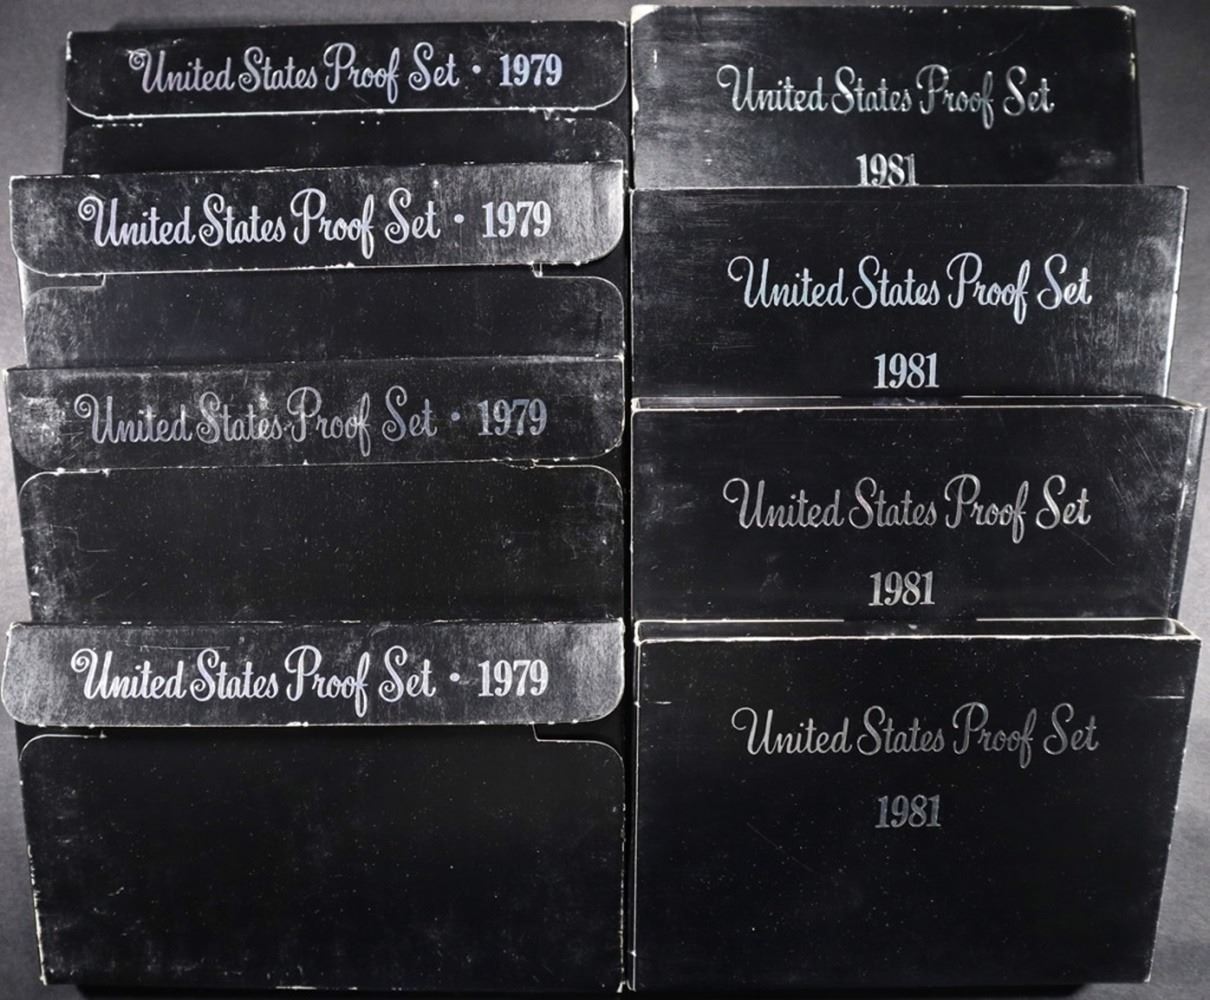 United States Proof Set • 1979
United States Proof Set • 1979
United States Proof Set • 1979
United States Proof Set • 1979
United States Proof Set
1981
United States Proof Set
1981
United States Proof Set
1981
United States Proof Set
1981